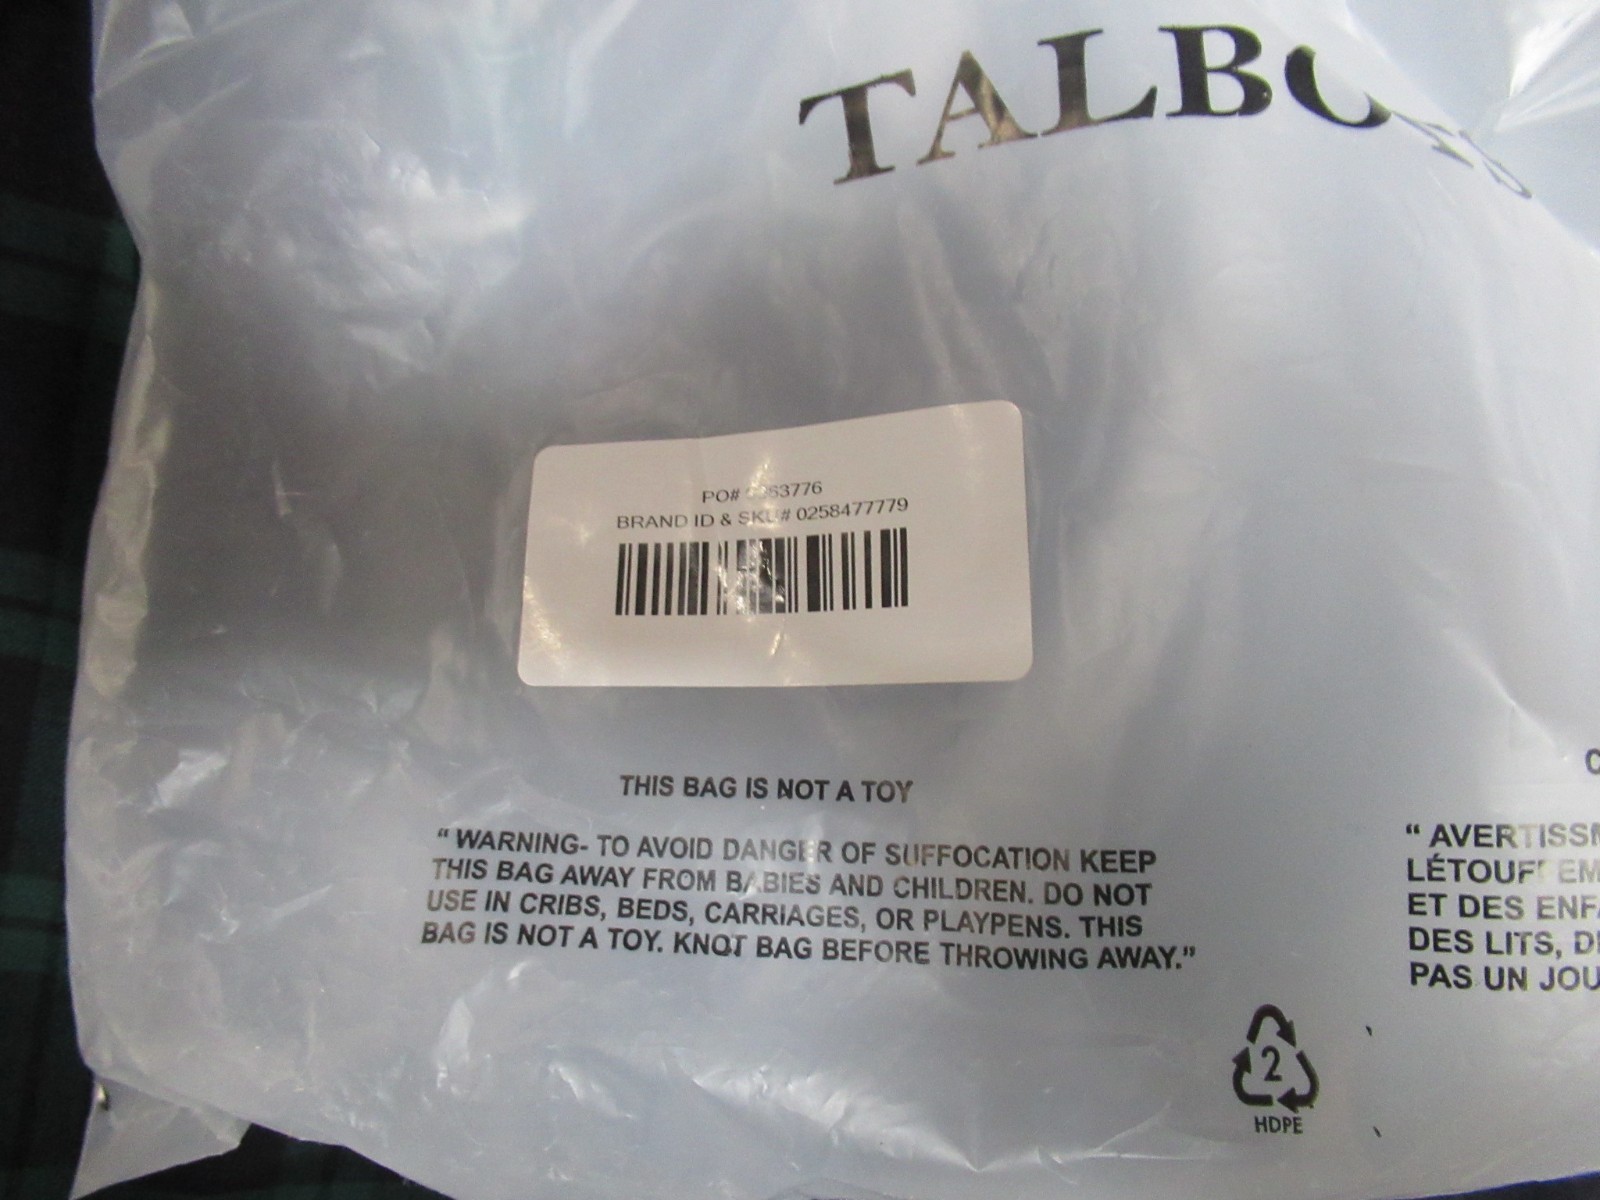 TALBO
PO#
BRAND ID & SKU# 0258477779
THIS BAG IS NOT A TOY
“ WARNING- TO AVOID DANGER OF SUFFOCATION KEEP
THIS BAG AWAY FROM BABIES AND CHILDREN. DO NOT
USE IN CRIBS, BEDS, CARRIAGES, OR PLAYPENS. THIS
BAG IS NOT A TOY. KNOT BAG BEFORE THROWING AWAY.”
“
ET DES
DES LITS,
PAS UN
2
HDPE